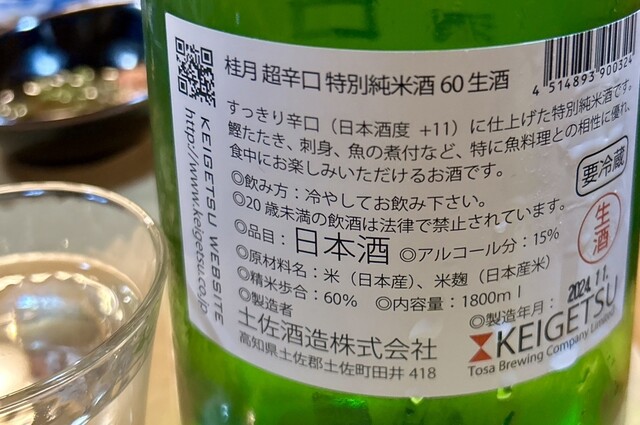 桂月 超辛口 特別純米酒 60 生酒
4 514893 900324
すっきり辛口（日本酒度 +11）に仕上げた特別純米酒です。
鰹たたき、刺身、魚の煮付など、特に魚料理との相性に優れ、
食中にお楽しみいただけるお酒です。
◎飲み方：冷やしてお飲み下さい。
◎20 歳未満の飲酒は法律で禁止されています。
要冷蔵
生酒
◎品目：日本酒 ◎アルコール分：15%
◎原材料名：米（日本産）、米麹（日本産米）
◎精米歩合：60% ◎内容量：1800ml
◎製造者
土佐酒造株式会社
高知県土佐郡土佐町田井 418
◎製造年月：2024. 11.
KEIGETSU
Tosa Brewing Company Limited
KEIGETSU WEBSITE
http://www.keigetsu.co.jp